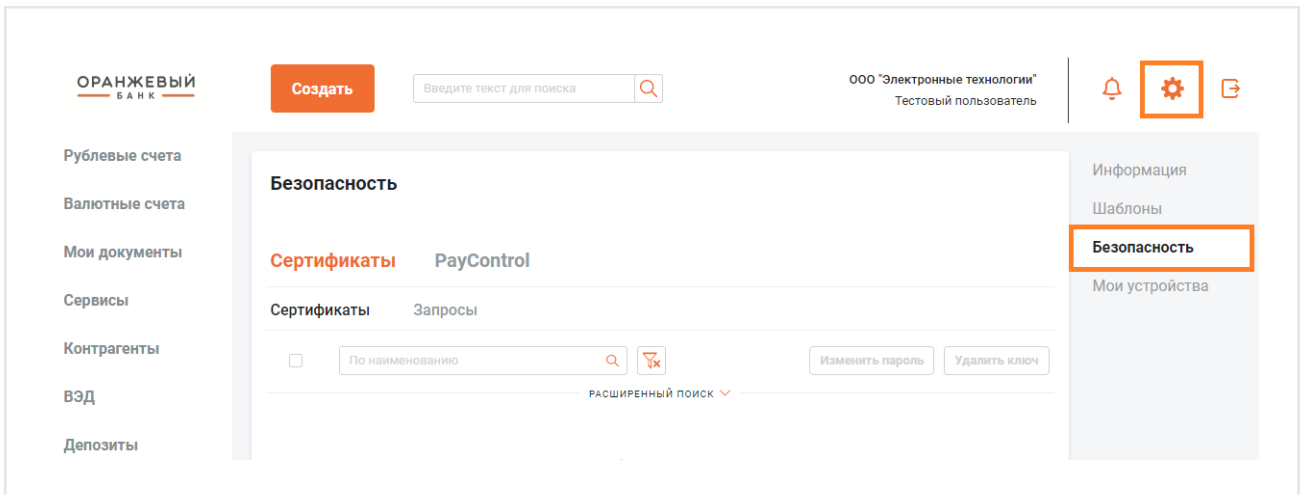 ОРАНЖЕВЫЙ
БАНК
Создать
Введите текст для поиска
ООО "Электронные технологии"
Тестовый пользователь
Рублевые счета
Валютные счета
Мои документы
Сервисы
Контрагенты
ВЭД
Депозиты
Безопасность
Сертификаты PayControl
Сертификаты Запросы
По наименованию
Изменить пароль Удалить ключ
РАСШИРЕННЫЙ ПОИСК
Информация
Шаблоны
Безопасность
Мои устройства